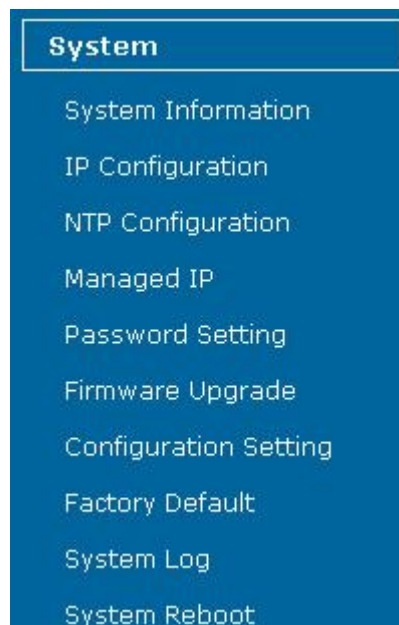 System
System Information
IP Configuration
NTP Configuration
Managed IP
Password Setting
Firmware Upgrade
Configuration Setting
Factory Default
System Log
System Reboot